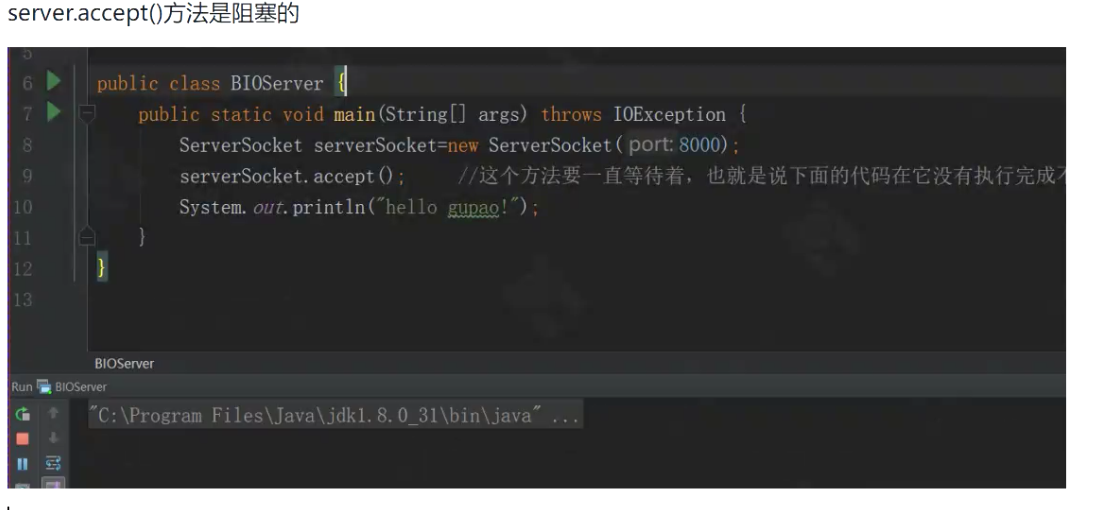 server.accept()方法是阻塞的
5
6 public class BIOServer {
7 public static void main(String[] args) throws IOException {
8 ServerSocket serverSocket=new ServerSocket( port: 8000);
9 serverSocket.accept(); //这个方法要一直等待着，也就是说下面的代码在它没有执行完成不
10 System.out.println("hello gupao!");
11 }
12 }
13
BIOServer
Run BIOServer
"C:\Program Files\Java\jdk1.8.0_31\bin\java" ...